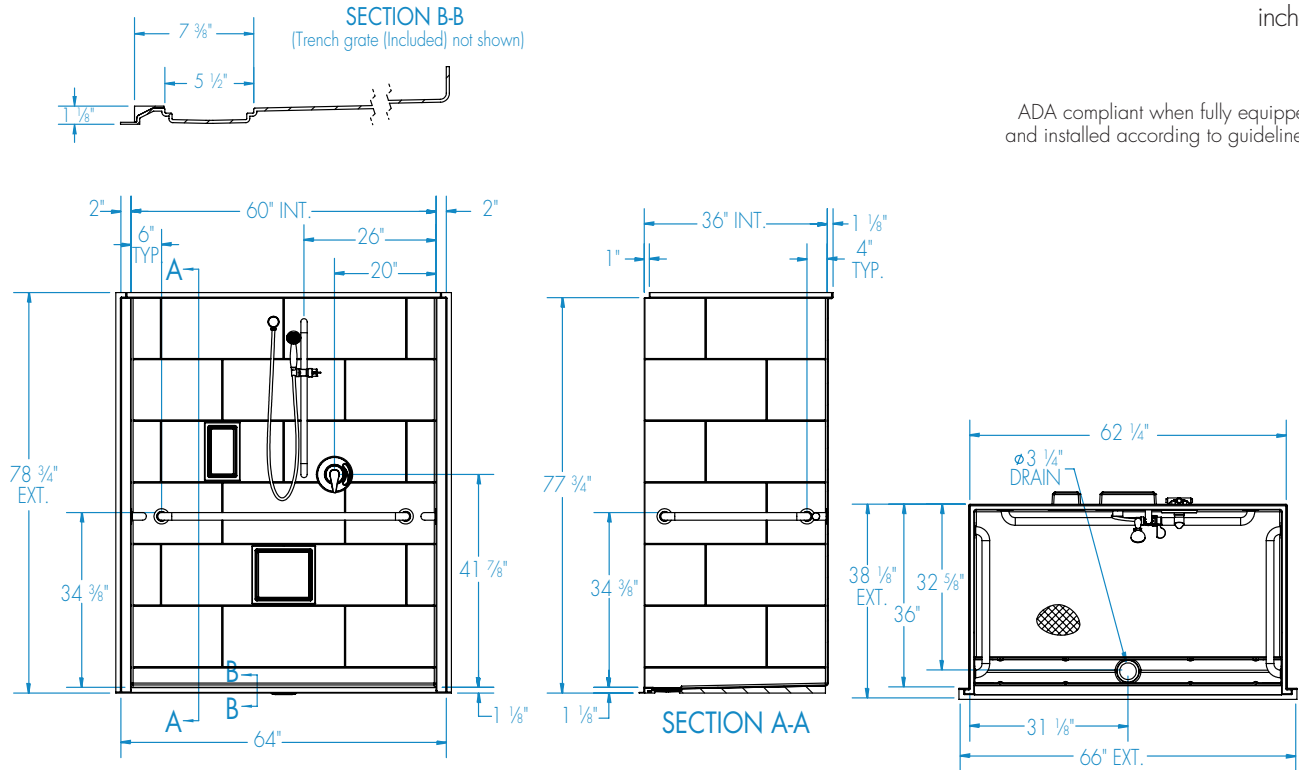 SECTION B-B
(Trench grate (Included) not shown)
7 ⅜"
5 ½"
1 ⅛"
inch
ADA compliant when fully equippe
and installed according to guideline
2"
60" INT.
2"
6"
TYP.
26"
A
20"
78 ¾"
EXT.
34 ⅜"
41 ⅞"
B
B
A
1 ⅛"
64"
36" INT.
1 ⅛"
1"
4"
TYP.
77 ¾"
34 ⅜"
1 ⅛"
SECTION A-A
62 ¼"
ø3 ¼"
DRAIN
38 ⅛"
EXT.
36"
32 ⅝"
31 ⅛"
66" EXT.